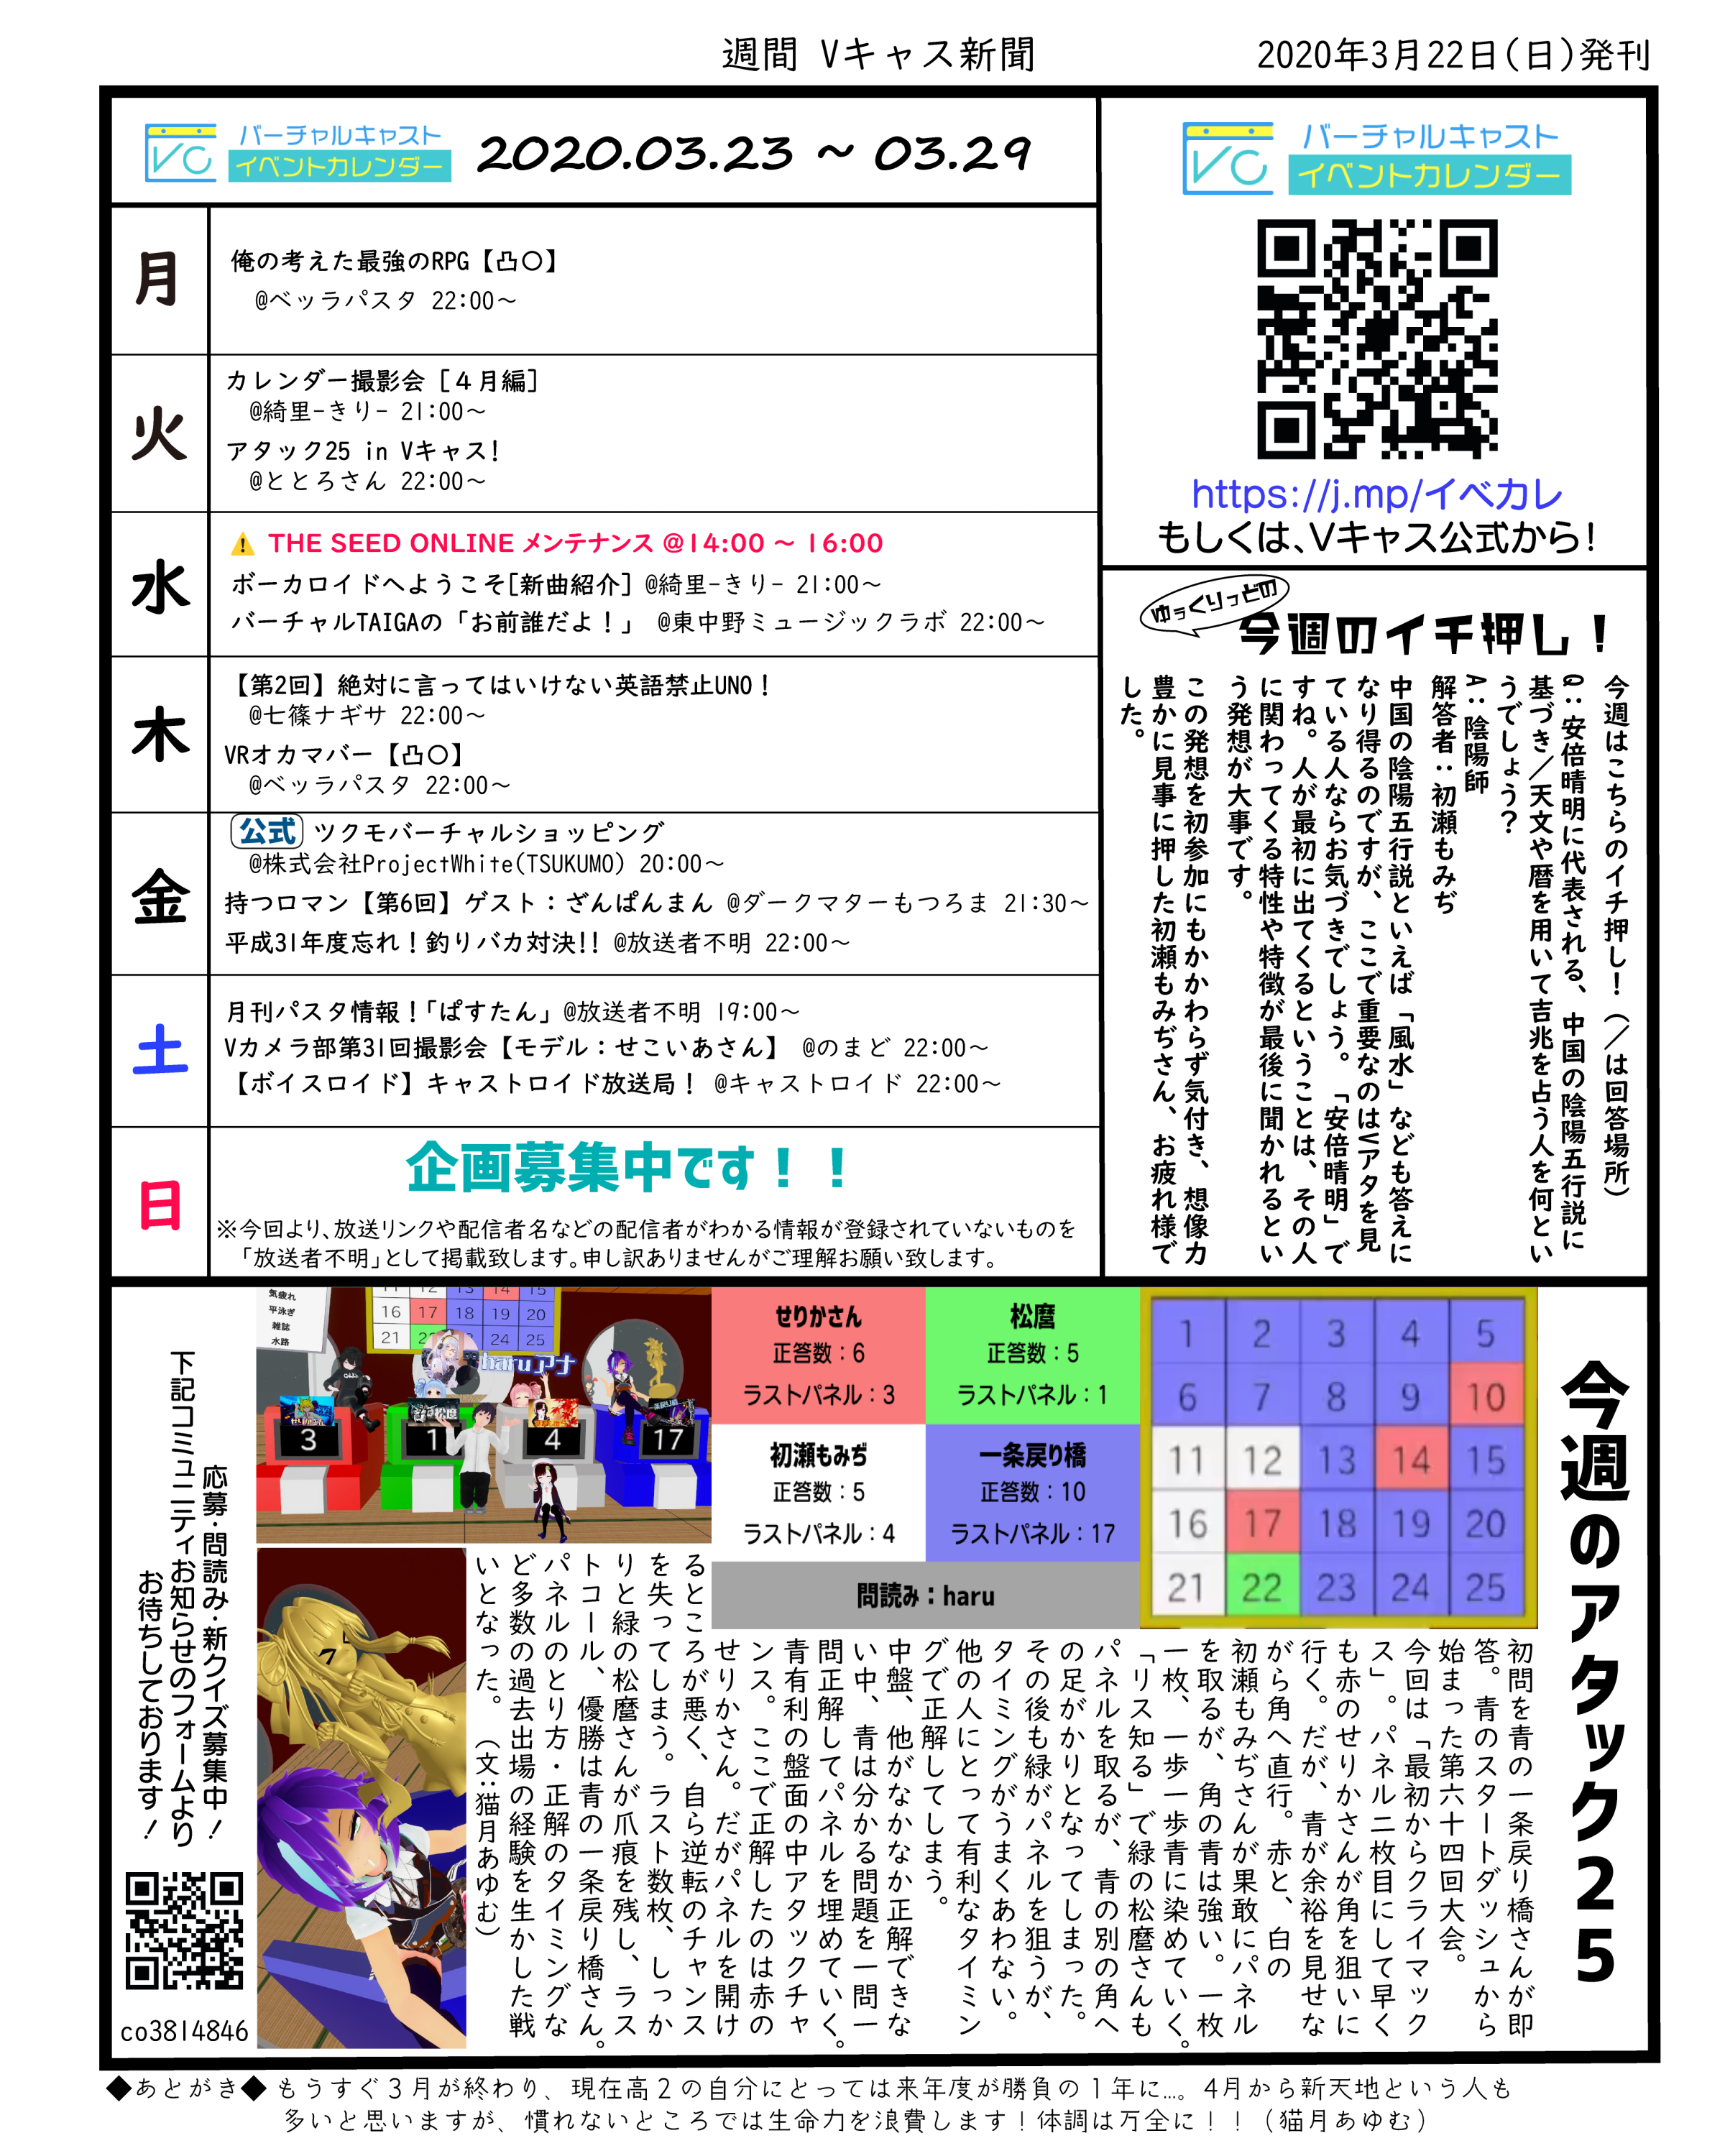 週間 Vキャス新聞
2020年3月22日(日)発刊
バーチャルキャスト
イベントカレンダー
2020.03.23 ~ 03.29
月
俺の考えた最強のRPG【凸〇】
@ベッラパスタ 22:00～
火
カレンダー撮影会［４月編］
@綺里-きり- 21:00～
アタック25 in Vキャス!
@ととろさん 22:00～
水
THE SEED ONLINE メンテナンス @14:00 ～ 16:00
ボーカロイドへようこそ[新曲紹介] @綺里-きり- 21:00～
バーチャルTAIGAの「お前誰だよ！」 @東中野ミュージックラボ 22:00～
木
【第2回】絶対に言ってはいけない英語禁止UNO！
@七篠ナギサ 22:00～
VRオカマバー【凸〇】
@ベッラパスタ 22:00～
金
公式 ツクモバーチャルショッピング
@株式会社ProjectWhite(TSUKUMO) 20:00～
持つロマン【第6回】ゲスト：ざんぱんまん @ダークマターもつろま 21:30～
平成31年度忘れ！釣りバカ対決!! @放送者不明 22:00～
土
月刊パスタ情報！「ぱすたん」@放送者不明 19:00～
Vカメラ部第31回撮影会【モデル：せこいあさん】 @のまど 22:00～
【ボイスロイド】キャストロイド放送局！ @キャストロイド 22:00～
日
企画募集中です！！
※今回より、放送リンクや配信者名などの配信者がわかる情報が登録されていないものを
「放送者不明」として掲載致します。申し訳ありませんがご理解お願い致します。
バーチャルキャスト
イベントカレンダー
https://j.mp/イベカレ
もしくは、Vキャス公式から！
ゆっくりっどの
今週のイチ押し！
今週はこちらのイチ押し！（／は回答場所）
Q：安倍晴明に代表される、中国の陰陽五行説に
基づき／天文や暦を用いて吉兆を占う人を何とい
うでしょう？
A：陰陽師
解答者：初瀬もみぢ
中国の陰陽五行説といえば「風水」なども答えに
なり得るのですが、ここで重要なのはVアタを見
ている人ならお気づきでしょう。「安倍晴明」で
すね。人が最初に出てくるということは、その人
に関わってくる特性や特徴が最後に聞かれるとい
う発想が大事です。
この発想を初参加にもかかわらず気付き、想像力
豊かに見事に押した初瀬もみぢさん、お疲れ様で
した。
今週のアタック25
1 2 3 4 5
6 7 8 9 10
11 12 13 14 15
16 17 18 19 20
21 22 23 24 25
せりかさん
正答数：6
ラストパネル：3
松麿
正答数：5
ラストパネル：1
初瀬もみぢ
正答数：5
ラストパネル：4
一条戻り橋
正答数：10
ラストパネル：17
問読み：haru
気疲れ
平泳ぎ
雑誌
水路
11 12 13 14 15
16 17 18 19 20
21 2 24 25
haruアナ
3 1 4 17
初問を青の一条戻り橋さんが即
答。青のスタートダッシュから
始まった第六十四回大会。
今回は「最初からクライマック
ス」。パネル二枚目にして早く
も赤のせりかさんが角を狙いに
行く。だが、青が余裕を見せな
がら角へ直行。赤と、白の
初瀬もみぢさんが果敢にパネル
を取るが、角の青は強い。一枚
一枚、一歩一歩青に染めていく。
「リス知る」で緑の松麿さんも
パネルを取るが、青の別の角へ
の足がかりとなってしまった。
その後も緑がパネルを狙うが、
タイミングがうまくあわない。
他の人にとって有利なタイミン
グで正解してしまう。
中盤、他がなかなか正解できな
い中、青は分かる問題を一問一
問正解してパネルを埋めていく。
青有利の盤面の中アタックチャ
ンス。ここで正解したのは赤の
せりかさん。だがパネルを開け
るところが悪く、自ら逆転のチャンス
を失ってしまう。ラスト数枚、しっか
りと緑の松麿さんが爪痕を残し、ラス
トコール、優勝は青の一条戻り橋さん。
パネルのとり方・正解のタイミングな
ど多数の過去出場の経験を生かした戦
いとなった。（文：猫月あゆむ）
応募・問読み・新クイズ募集中！
下記コミュニティお知らせのフォームより
お待ちしております！
co3814846
◆あとがき◆ もうすぐ３月が終わり、現在高２の自分にとっては来年度が勝負の１年に…。4月から新天地という人も
多いと思いますが、慣れないところでは生命力を浪費します！体調は万全に！！（猫月あゆむ）